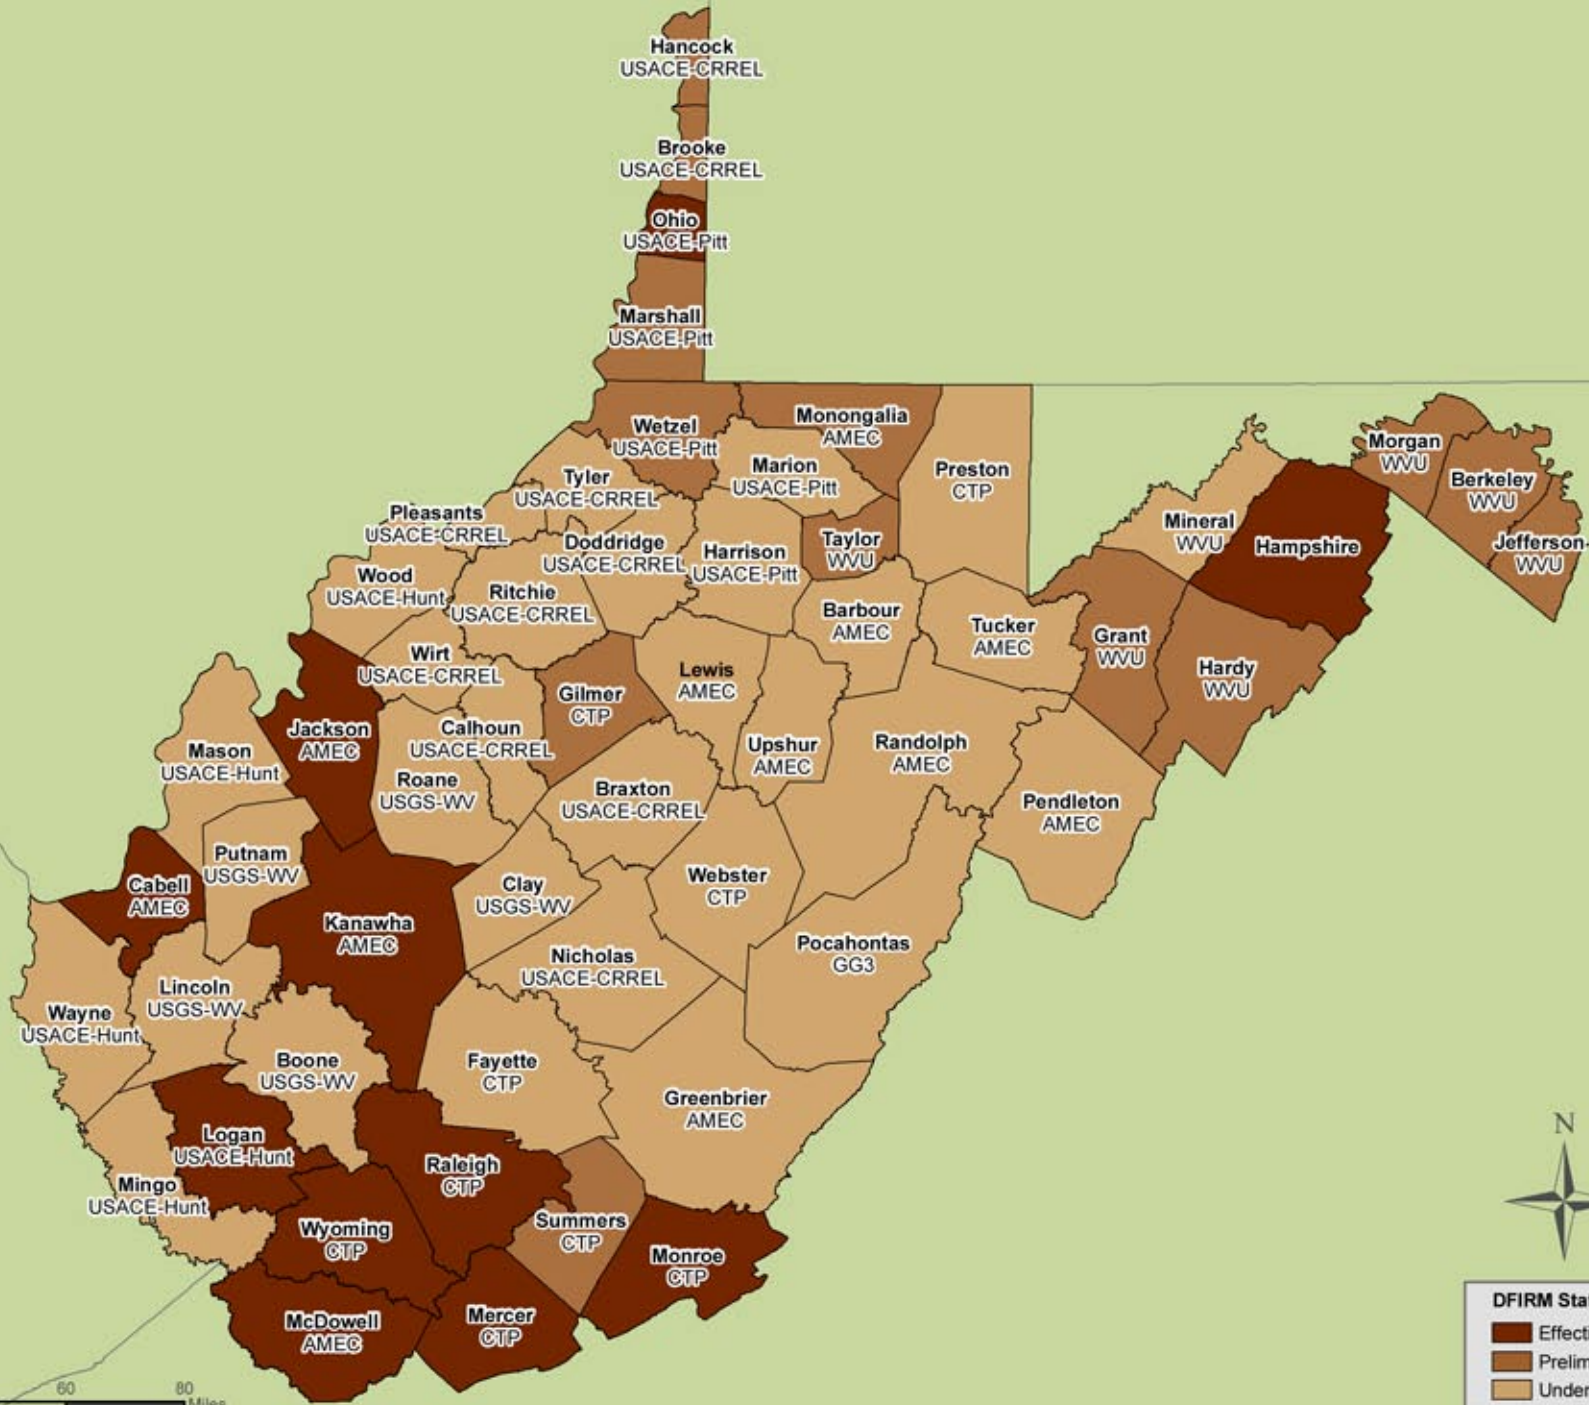 Hancock
USACE-CRREL
Brooke
USACE-CRREL
Ohio
USACE-Pitt
Marshall
USACE-Pitt
Wetzel
USACE-Pitt
Monongalia
AMEC
Marion
USACE-Pitt
Preston
CTP
Morgan
WVU
Berkeley
WVU
Jefferson
WVU
Mineral
WVU
Hampshire
Tyler
USACE-CRREL
Pleasants
USACE-CRREL
Doddridge
USACE-CRREL
Harrison
USACE-Pitt
Taylor
WVU
Wood
USACE-Hunt
Ritchie
USACE-CRREL
Barbour
AMEC
Tucker
AMEC
Grant
WVU
Hardy
WVU
Wirt
USACE-CRREL
Gilmer
CTP
Lewis
AMEC
Jackson
AMEC
Calhoun
USACE-CRREL
Upshur
AMEC
Randolph
AMEC
Mason
USACE-Hunt
Roane
USGS-WV
Braxton
USACE-CRREL
Pendleton
AMEC
Putnam
USGS-WV
Cabell
AMEC
Clay
USGS-WV
Webster
CTP
Kanawha
AMEC
Nicholas
USACE-CRREL
Pocahontas
GG3
Lincoln
USGS-WV
Wayne
USACE-Hunt
Boone
USGS-WV
Fayette
CTP
Greenbrier
AMEC
Logan
USACE-Hunt
Raleigh
CTP
Mingo
USACE-Hunt
Wyoming
CTP
Summers
CTP
Monroe
CTP
McDowell
AMEC
Mercer
CTP
N
DFIRM Sta
Effecti
Prelim
Under
60 80
Miles